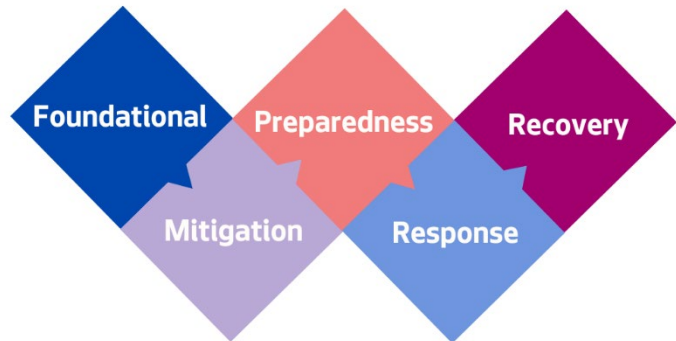 Foundational
Mitigation
Preparedness
Response
Recovery